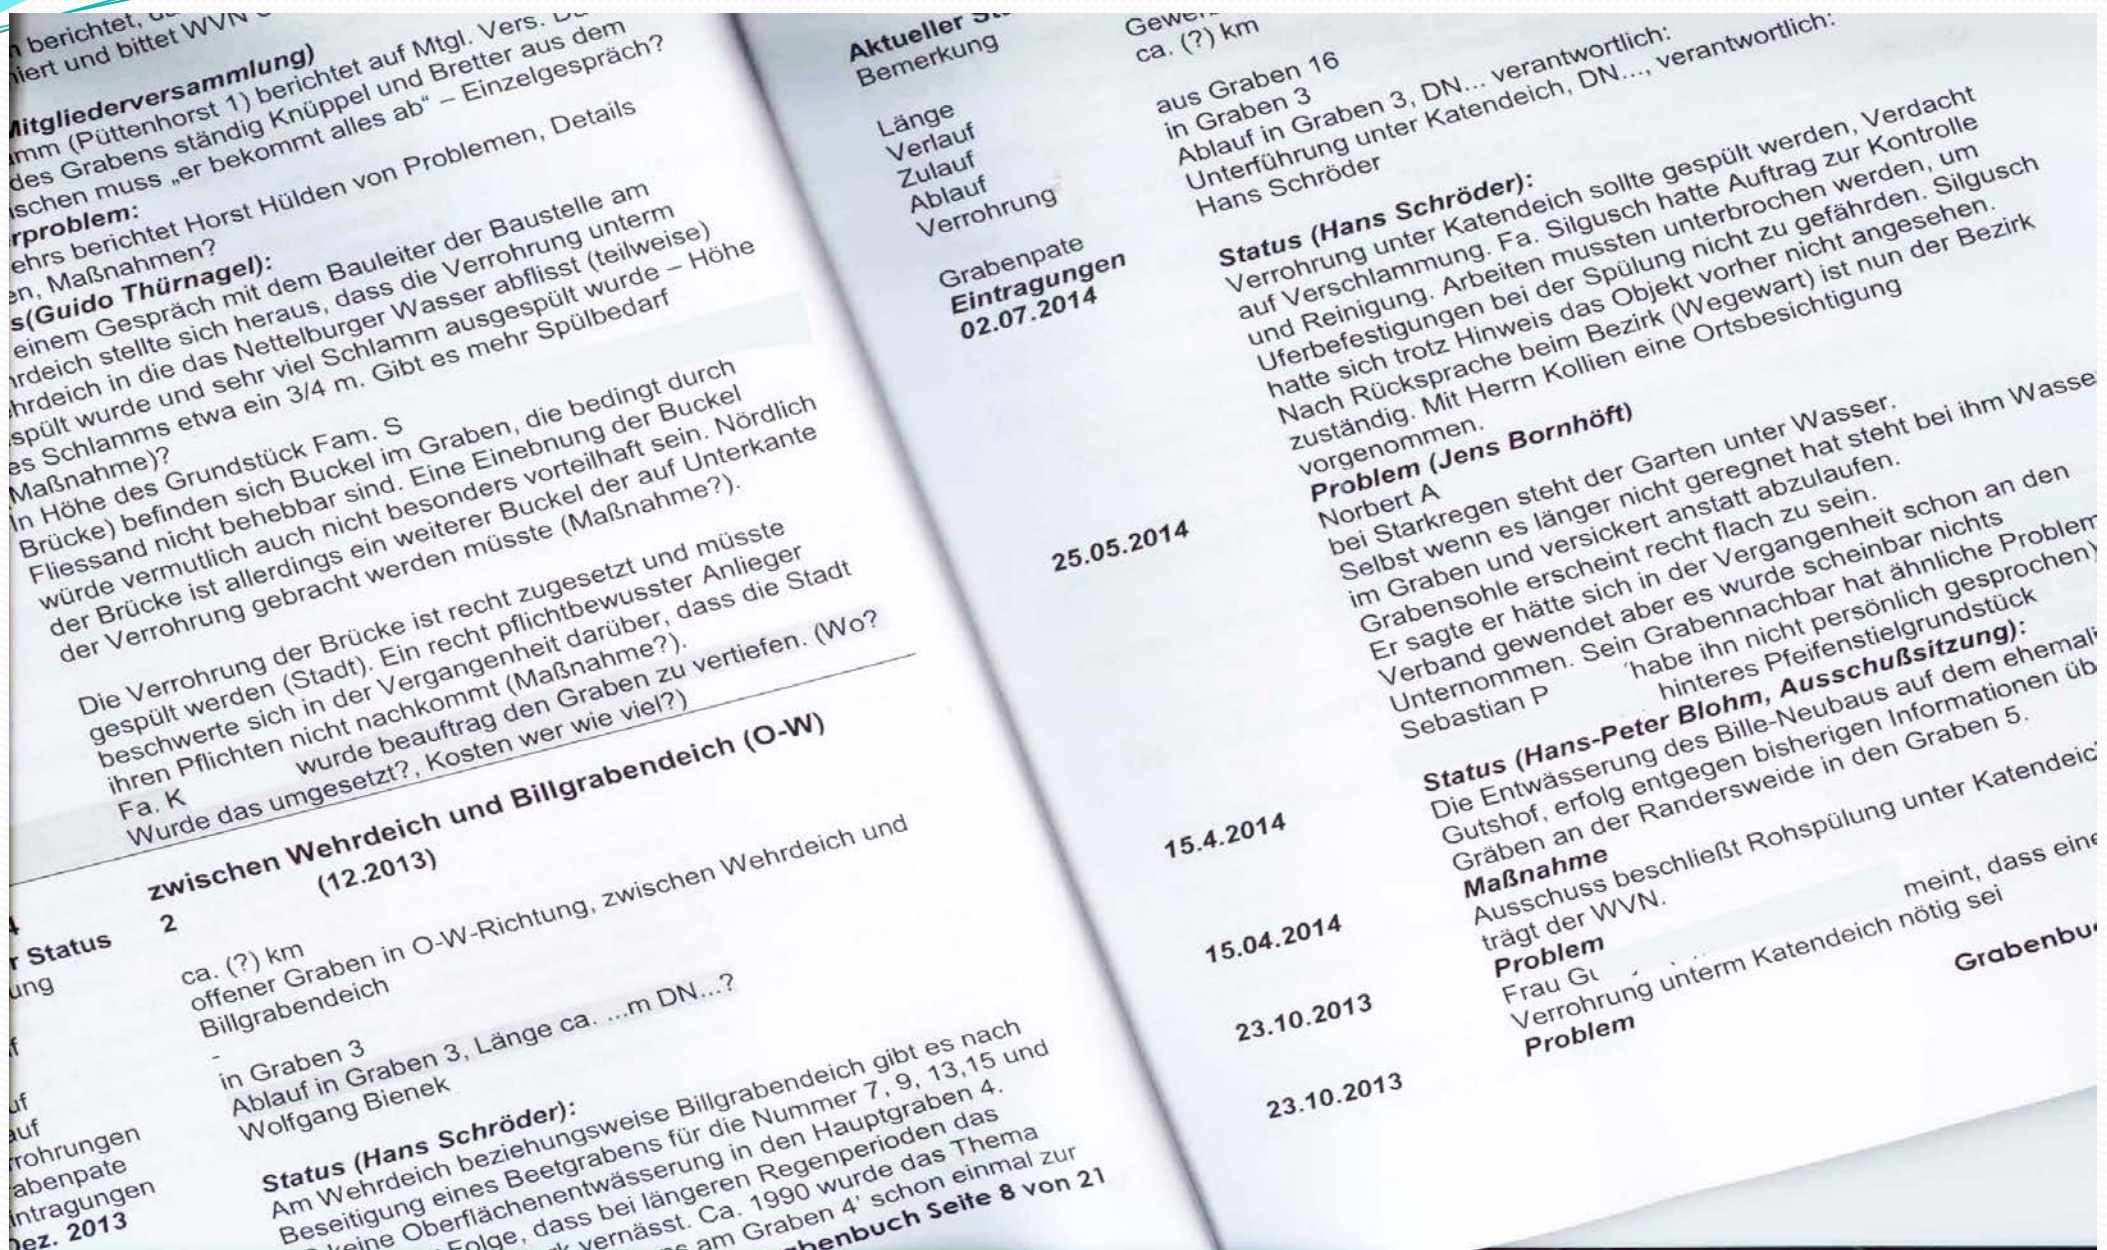 berichtet,
niert und bittet WVN
Mitgliederversammlung)
mm (Püttenhorst 1) berichtet auf Mtgl. Vers.
des Grabens ständig Knüppel und Bretter aus dem
ischen muss „er bekommt alles ab“ – Einzelgespräch?
rproblem:
ehrs berichtet Horst Hülden von Problemen, Details
en, Maßnahmen?
s(Guido Thürnagel):
einem Gespräch mit dem Bauleiter der Baustelle am
hrdeich stellte sich heraus, dass die Verrohrung unterm
hrdeich in die das Nettelburger Wasser abflisst (teilweise)
spült wurde und sehr viel Schlamm ausgespült wurde – Höhe
es Schlamms etwa ein 3/4 m. Gibt es mehr Spülbedarf
Maßnahme)?
In Höhe des Grundstück Fam. S
Brücke) befinden sich Buckel im Graben, die bedingt durch
Fliessand nicht behebbar sind. Eine Einebnung der Buckel
würde vermutlich auch nicht besonders vorteilhaft sein. Nördlich
der Brücke ist allerdings ein weiterer Buckel der auf Unterkante
der Verrohrung gebracht werden müsste (Maßnahme?).
Die Verrohrung der Brücke ist recht zugesetzt und müsste
gespült werden (Stadt). Ein recht pflichtbewusster Anlieger
beschwerte sich in der Vergangenheit darüber, dass die Stadt
ihren Pflichten nicht nachkommt (Maßnahme?).
Fa. K wurde beauftrag den Graben zu vertiefen. (Wo?
Wurde das umgesetzt?, Kosten wer wie viel?)
zwischen Wehrdeich und Billgrabendeich (O-W)
2 (12.2013)
r Status
ung
ca. (?) km
offener Graben in O-W-Richtung, zwischen Wehrdeich und
Billgrabendeich
-
in Graben 3
Ablauf in Graben 3, Länge ca. ...m DN...?
Wolfgang Bienek
uf
auf
rohrungen
abenpate
intragungen
Dez. 2013
Status (Hans Schröder):
Am Wehrdeich beziehungsweise Billgrabendeich gibt es nach
Beseitigung eines Beetgrabens für die Nummer 7, 9, 13,15 und
keine Oberflächenentwässerung in den Hauptgraben 4.
Folge, dass bei längeren Regenperioden das
vernässt. Ca. 1990 wurde das Thema
am Graben 4' schon einmal zur
Grabenbuch Seite 8 von 21
Aktueller
Bemerkung
ca. (?) km
Länge
Verlauf aus Graben 16
Zulauf in Graben 3
Ablauf Ablauf in Graben 3, DN... verantwortlich:
Verrohrung Unterführung unter Katendeich, DN..., verantwortlich:
Grabenpate Hans Schröder
Eintragungen
02.07.2014 Status (Hans Schröder):
Verrohrung unter Katendeich sollte gespült werden, Verdacht
auf Verschlammung. Fa. Silgusch hatte Auftrag zur Kontrolle
und Reinigung. Arbeiten mussten unterbrochen werden, um
Uferbefestigungen bei der Spülung nicht zu gefährden. Silgusch
hatte sich trotz Hinweis das Objekt vorher nicht angesehen.
Nach Rücksprache beim Bezirk (Wegewart) ist nun der Bezirk
zuständig. Mit Herrn Kollien eine Ortsbesichtigung
vorgenommen.
25.05.2014 Problem (Jens Bornhöft)
Norbert A
bei Starkregen steht der Garten unter Wasser.
Selbst wenn es länger nicht geregnet hat steht bei ihm Wasse
im Graben und versickert anstatt abzulaufen.
Grabensohle erscheint recht flach zu sein.
Er sagte er hätte sich in der Vergangenheit schon an den
Verband gewendet aber es wurde scheinbar nichts
Unternommen. Sein Grabennachbar hat ähnliche Problem
Sebastian P habe ihn nicht persönlich gesprochen)
hinteres Pfeifenstielgrundstück
15.4.2014 Status (Hans-Peter Blohm, Ausschußsitzung):
Die Entwässerung des Bille-Neubaus auf dem ehemali
Gutshof, erfolg entgegen bisherigen Informationen üb
Gräben an der Randersweide in den Graben 5.
15.04.2014 Maßnahme
Ausschuss beschließt Rohspülung unter Katendeic
trägt der WVN.
23.10.2013 Problem
Frau Gu meint, dass eine
Verrohrung unterm Katendeich nötig sei
23.10.2013 Problem
Grabenbu